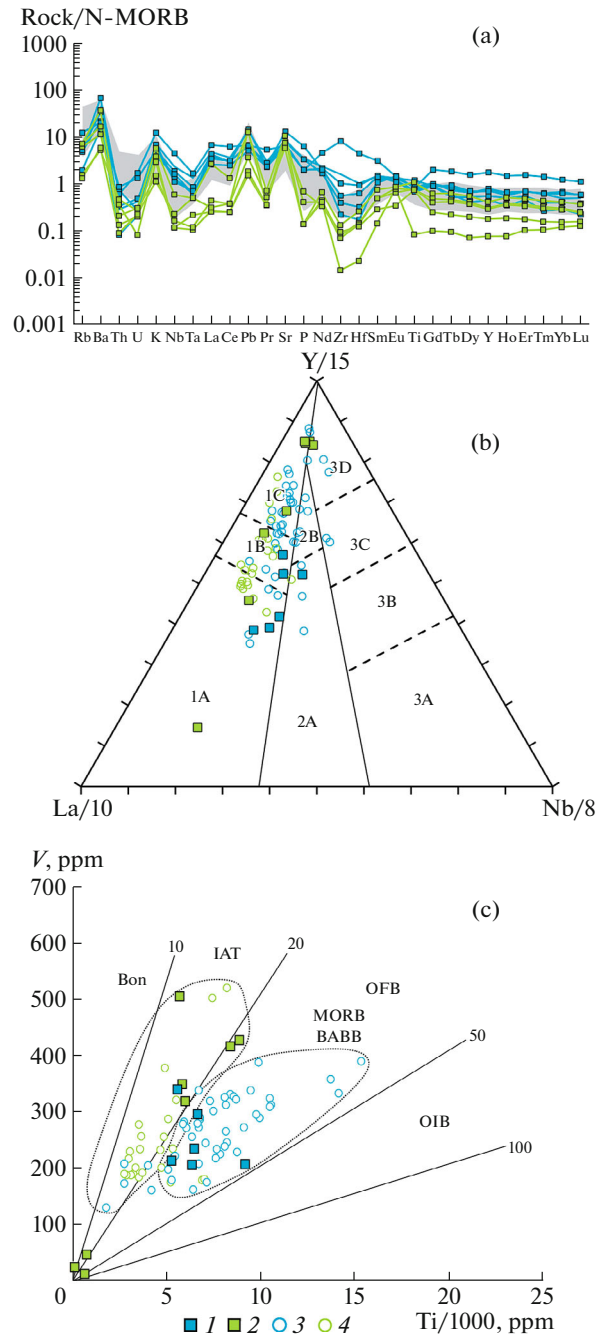 Rock/N-MORB
(a)
1000
100
10
1
0.1
0.01
0.001
Rb Ba Th U K Nb Ta La Ce Pb Pr Sr P Nd Zr Hf Sm Eu Ti Gd Tb Dy Y Ho Er Tm Yb Lu
Y/15
(b)
3D
1C
2B
1B
3C
3B
1A
2A
3A
La/10
Nb/8
V, ppm
700
(c)
600
10
IAT
20
Bon
OFB
500
MORB
BABB
50
400
300
OIB
100
200
100
0
5
10
15
20
25
Ti/1000, ppm
1 2 3 4